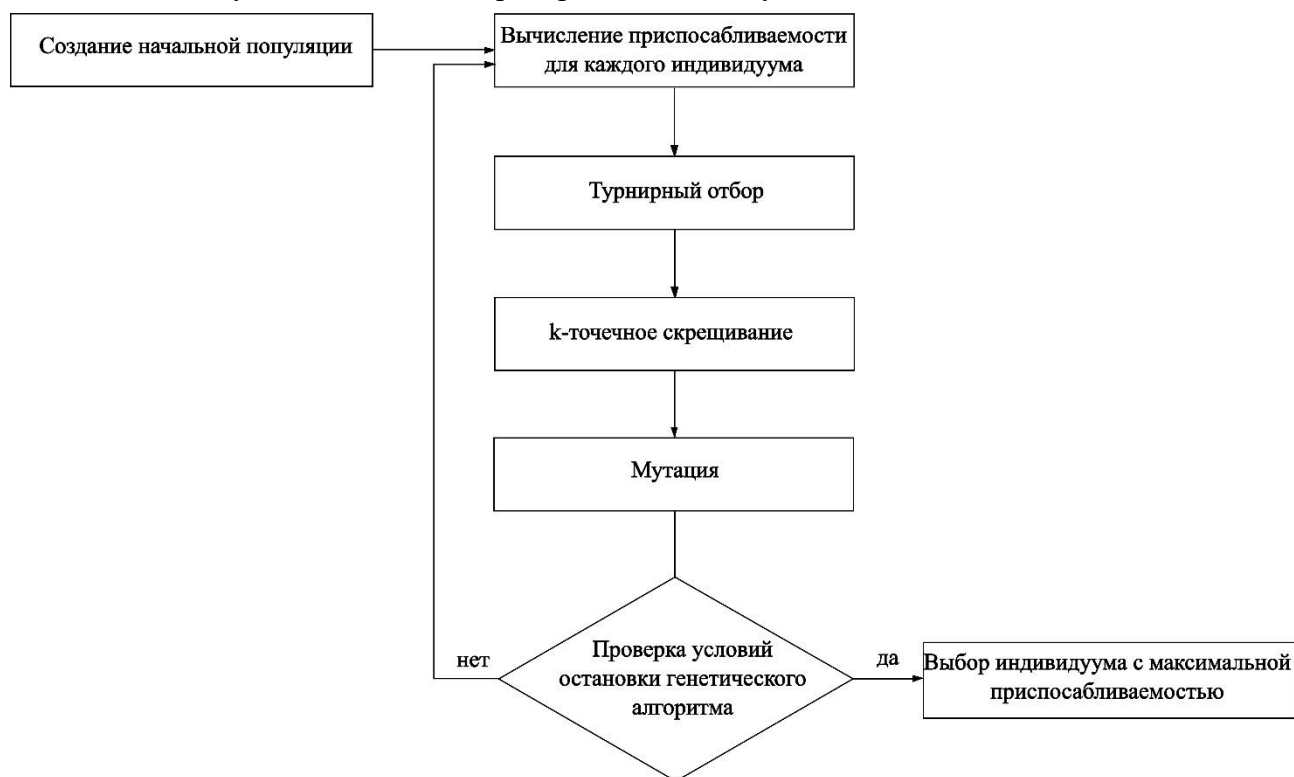 Создание начальной популяции
Вычисление приспосабливаемости
для каждого индивидуума
Турнирный отбор
k-точечное скрещивание
Мутация
Проверка условий
остановки генетического
алгоритма
нет
да
Выбор индивидуума с максимальной
приспосабливаемостью